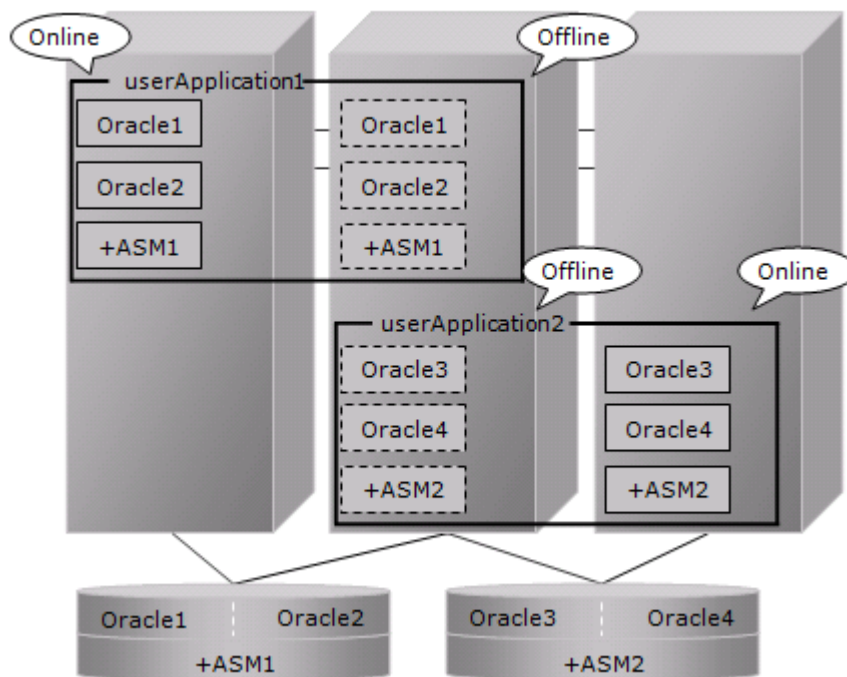 Online
Offline
userApplication1
Oracle1
Oracle1
Oracle2
Oracle2
+ASM1
+ASM1
Offline
Online
userApplication2
Oracle3
Oracle3
Oracle4
Oracle4
+ASM2
+ASM2
Oracle1
Oracle2
Oracle3
Oracle4
+ASM1
+ASM2